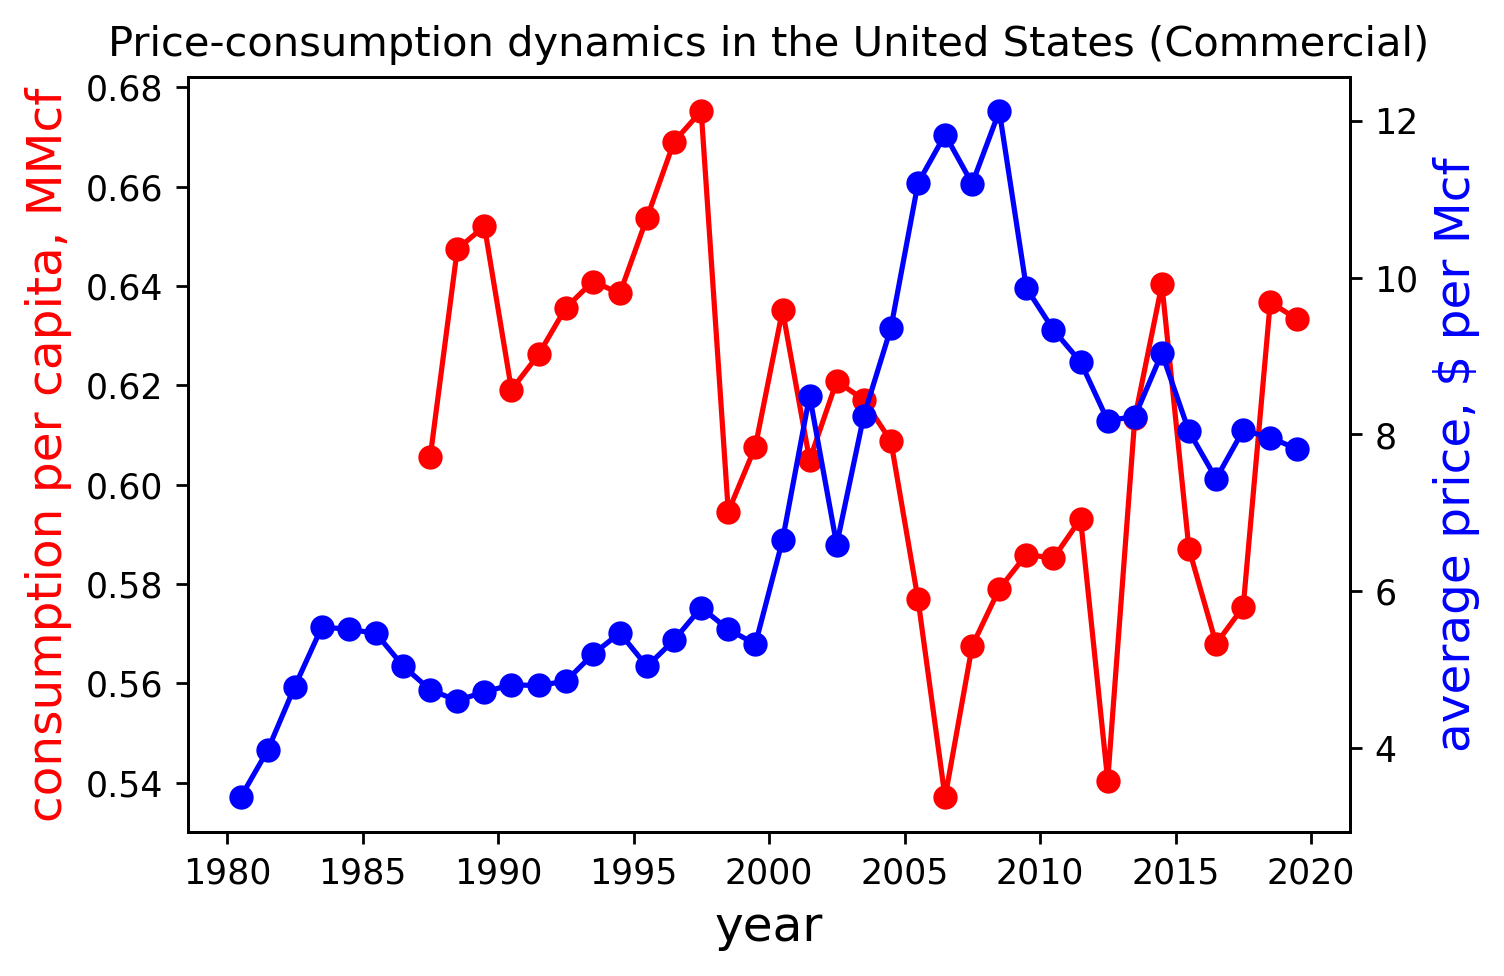 Price-consumption dynamics in the United States (Commercial)
consumption per capita, MMcf
0.68
0.66
0.64
0.62
0.60
0.58
0.56
0.54
12
10
8
6
4
average price, $ per Mcf
1980 1985 1990 1995 2000 2005 2010 2015 2020
year